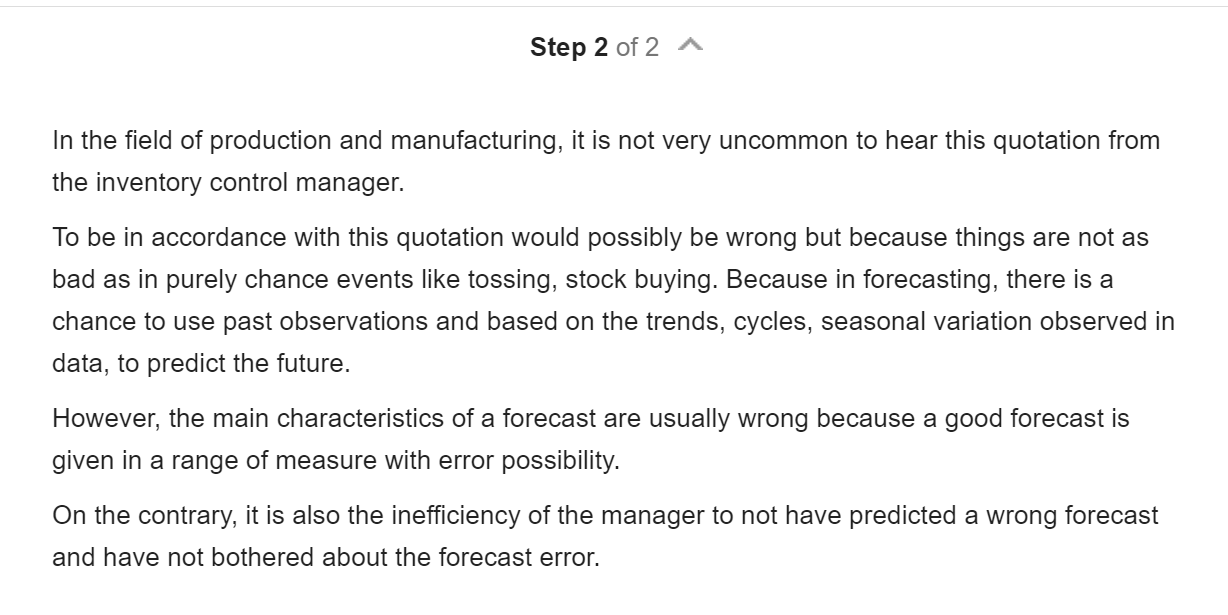 Step 2 of 2
In the field of production and manufacturing, it is not very uncommon to hear this quotation from
the inventory control manager.
To be in accordance with this quotation would possibly be wrong but because things are not as
bad as in purely chance events like tossing, stock buying. Because in forecasting, there is a
chance to use past observations and based on the trends, cycles, seasonal variation observed in
data, to predict the future.
However, the main characteristics of a forecast are usually wrong because a good forecast is
given in a range of measure with error possibility.
On the contrary, it is also the inefficiency of the manager to not have predicted a wrong forecast
and have not bothered about the forecast error.